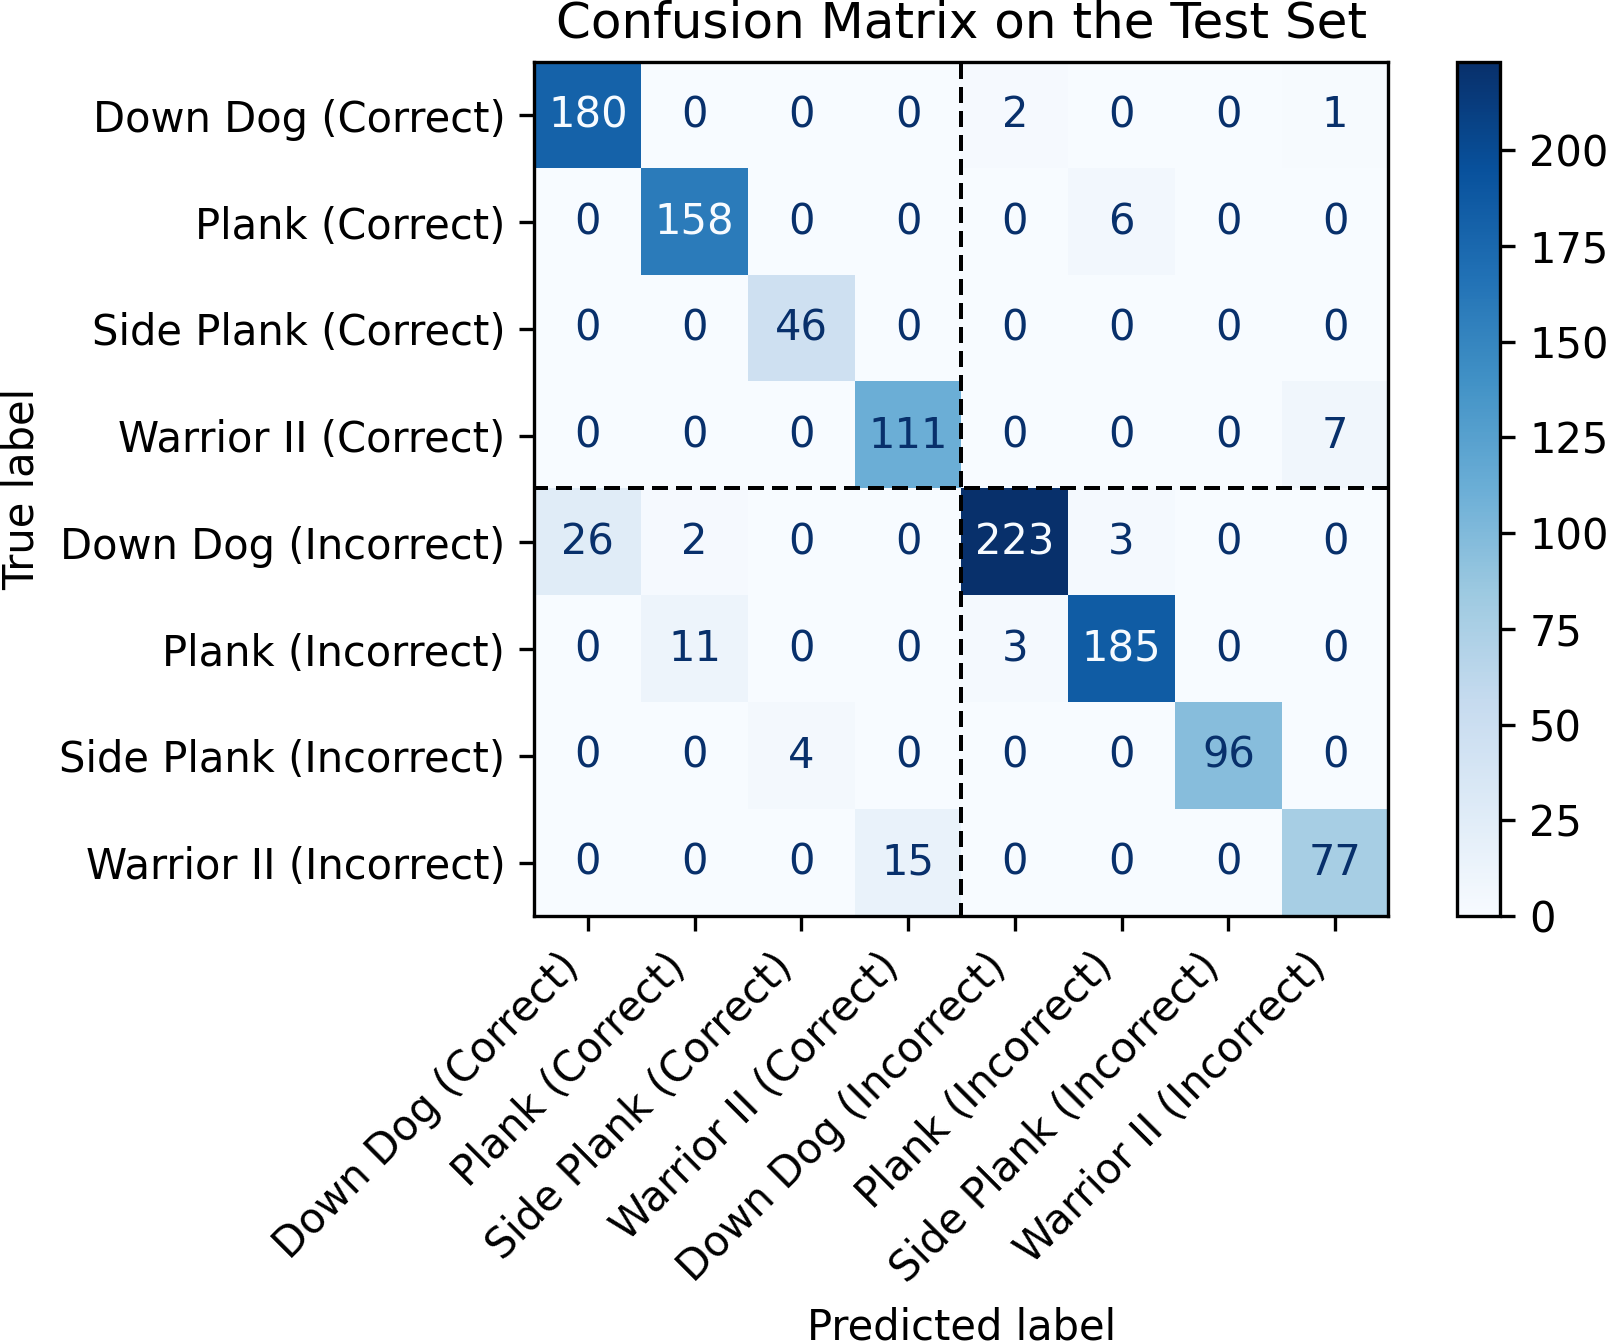 Confusion Matrix on the Test Set
True label
Down Dog (Correct) 180 0 0 0 2 0 0 1
Plank (Correct) 0 158 0 0 0 6 0 0
Side Plank (Correct) 0 0 46 0 0 0 0 0
Warrior II (Correct) 0 0 0 111 0 0 0 7
Down Dog (Incorrect) 26 2 0 0 223 3 0 0
Plank (Incorrect) 0 11 0 0 3 185 0 0
Side Plank (Incorrect) 0 0 4 0 0 0 96 0
Warrior II (Incorrect) 0 0 0 15 0 0 0 77
200
175
150
125
100
75
50
25
0
Down Dog (Correct)
Plank (Correct)
Side Plank (Correct)
Warrior II (Correct)
Down Dog (Incorrect)
Plank (Incorrect)
Side Plank (Incorrect)
Warrior II (Incorrect)
Predicted label